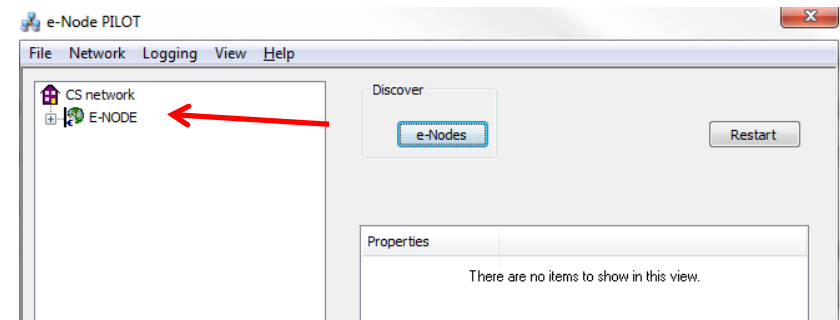 e-Node PILOT
File Network Logging View Help
CS network
E-NODE
Discover
e-Nodes
Restart
Properties
There are no items to show in this view.